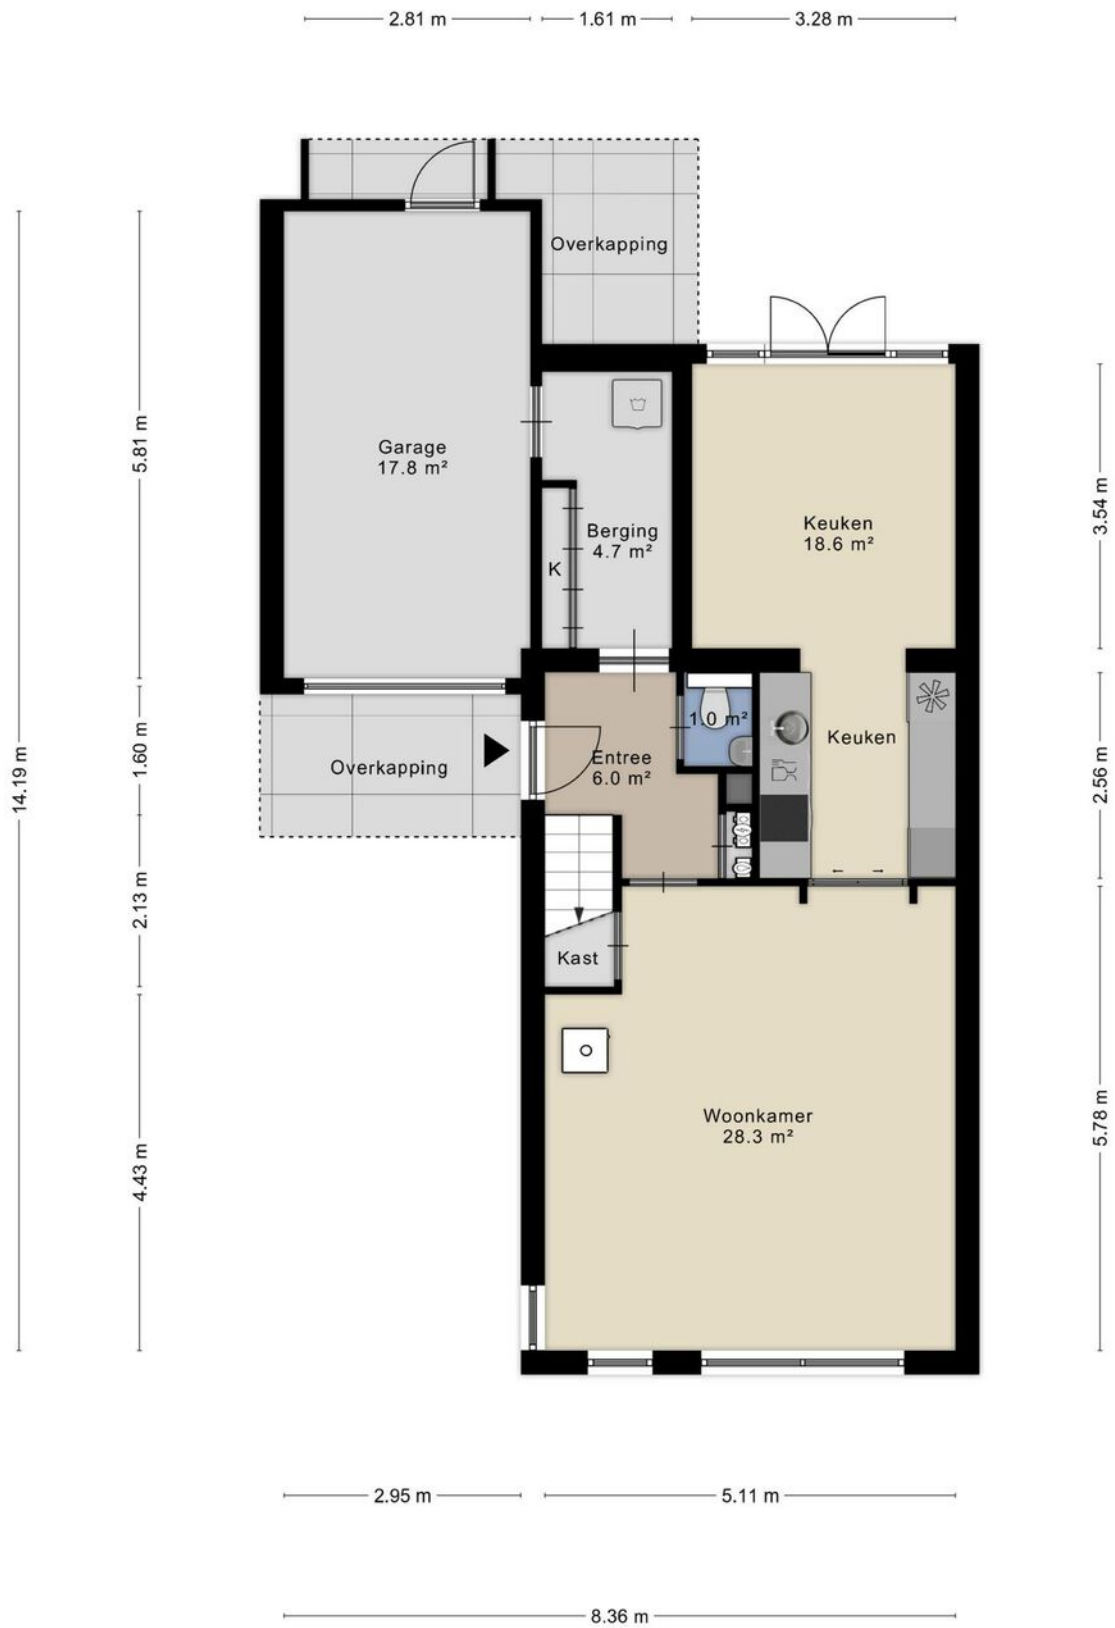 2.81 m
1.61 m
3.28 m
Overkapping
Garage
17.8 m²
Berging
4.7 m²
K
Keuken
18.6 m²
5.81 m
3.54 m
14.19 m
1.60 m
2.56 m
Overkapping
Entree
6.0 m²
1.0 m²
Keuken
2.13 m
Kast
Woonkamer
28.3 m²
4.43 m
5.78 m
2.95 m
5.11 m
8.36 m